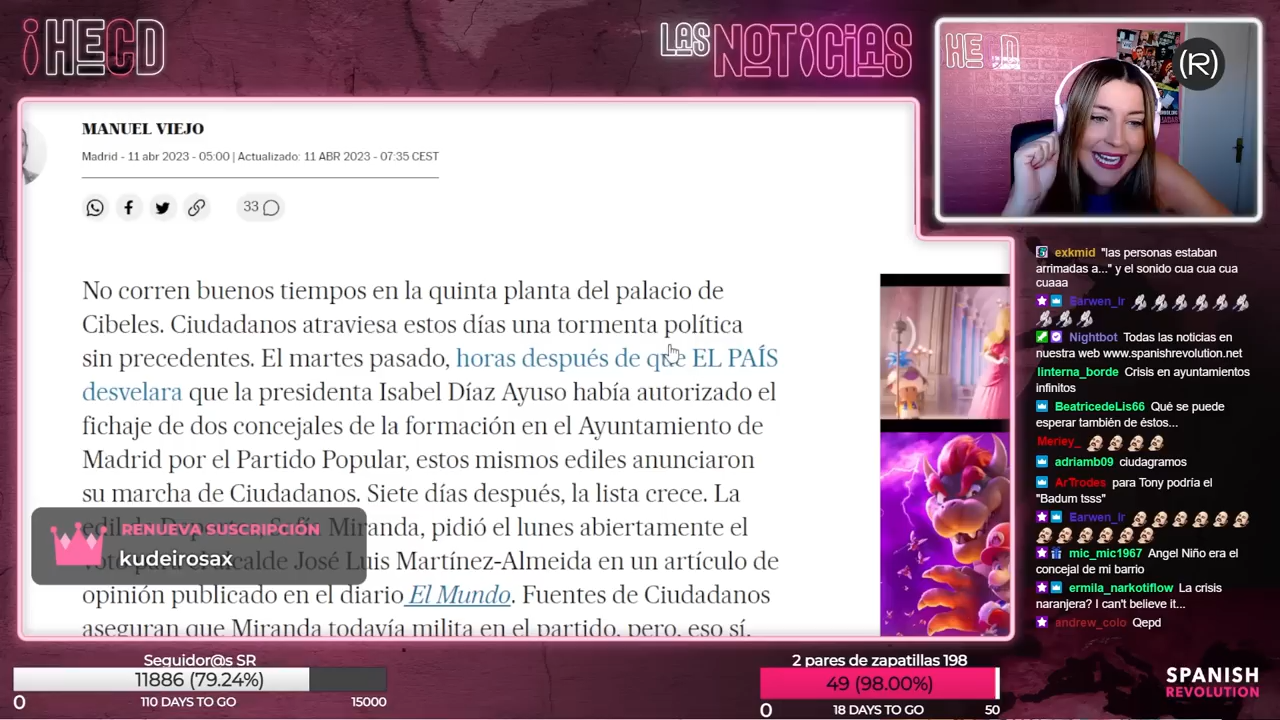 ¡HECD
LAS NOTICIAS
(R)
MANUEL VIEJO
Madrid - 11 abr 2023 - 05:00 | Actualizado: 11 ABR 2023 - 07:35 CEST
33
No corren buenos tiempos en la quinta planta del palacio de
Cibeles. Ciudadanos atraviesa estos días una tormenta política
sin precedentes. El martes pasado, horas después de que EL PAÍS
desvelara que la presidenta Isabel Díaz Ayuso había autorizado el
fichaje de dos concejales de la formación en el Ayuntamiento de
Madrid por el Partido Popular, estos mismos ediles anunciaron
su marcha de Ciudadanos. Siete días después, la lista crece. La
Miranda, pidió el lunes abiertamente el
alcalde José Luis Martínez-Almeida en un artículo de
opinión publicado en el diario El Mundo. Fuentes de Ciudadanos
aseguran que Miranda todavía milita en el partido, pero, eso sí,
RENUEVA SUSCRIPCIÓN
kudeirosax
exkmid "las personas estaban
arrimadas a..." y el sonido cua cua cua
cuaaa
Earwen_Ir
Nightbot Todas las noticias en
nuestra web www.spanishrevolution.net
linterna_borde Crisis en ayuntamientos
infinitos
BeatricedeLis66 Qué se puede
esperar también de éstos...
Merley_
adriamb09 ciudagramos
ArTrodes para Tony podría el
"Badum tsss"
Earwen_Ir
mic_mic1967 Angel Niño era el
concejal de mi barrio
ermila_narkotiflow La crisis
naranjera? I can't believe it...
andrew_colo Qepd
Seguidor@s SR
11886 (79.24%)
0 110 DAYS TO GO 15000
2 pares de zapatillas 198
49 (98.00%)
0 18 DAYS TO GO 50
SPANISH
REVOLUTION